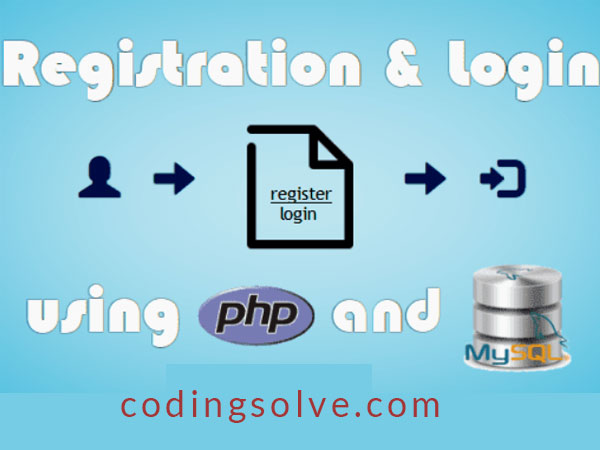 Registration & Login
register
login
using php and MySQL
codingsolve.com